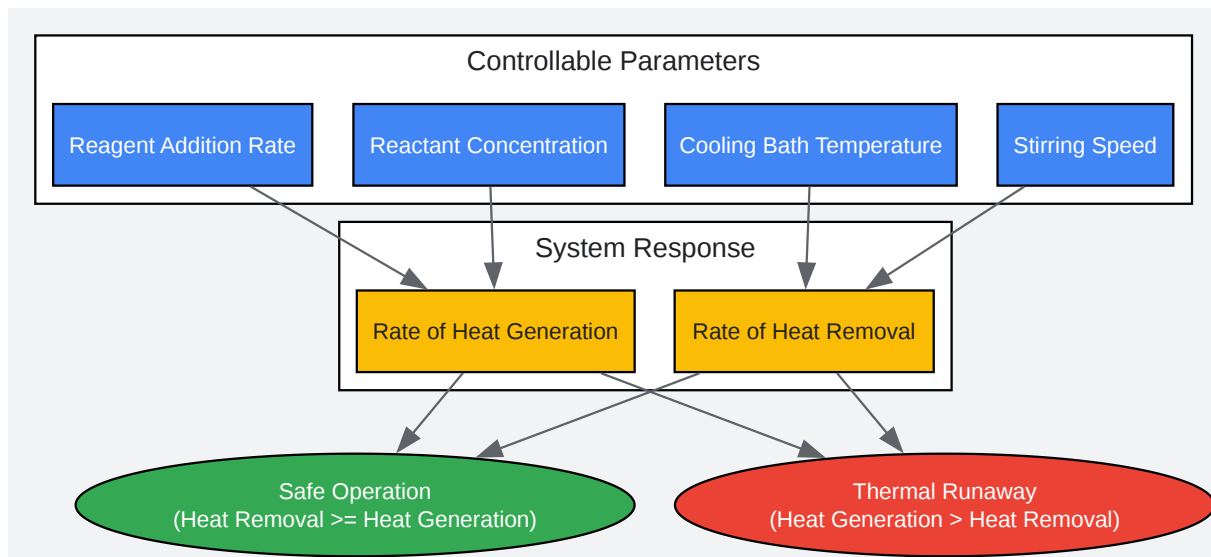 Controllable Parameters
Reagent Addition Rate
Reactant Concentration
Cooling Bath Temperature
Stirring Speed
System Response
Rate of Heat Generation
Rate of Heat Removal
Safe Operation
(Heat Removal >= Heat Generation)
Thermal Runaway
(Heat Generation > Heat Removal)